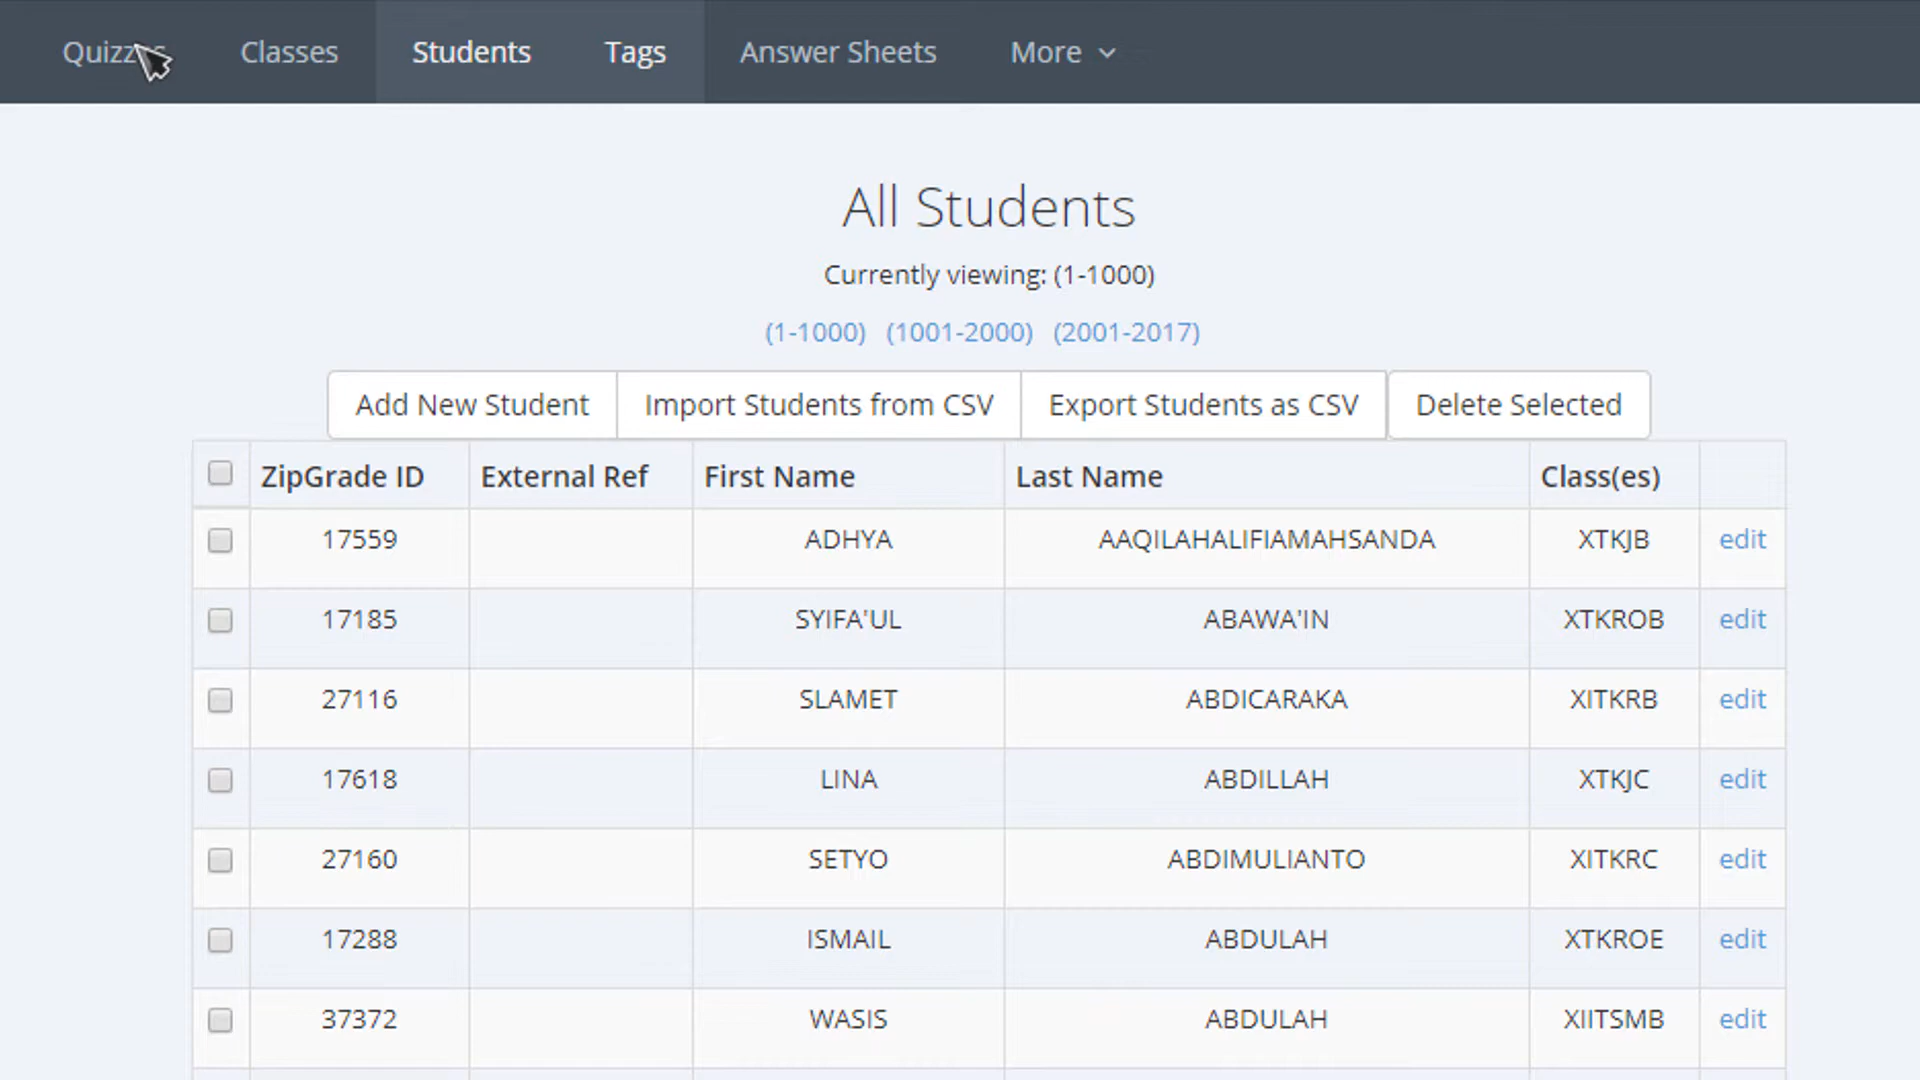 Quizzes Classes Students Tags Answer Sheets More
All Students
Currently viewing: (1-1000)
(1-1000) (1001-2000) (2001-2017)
Add New Student Import Students from CSV Export Students as CSV Delete Selected
ZipGrade ID External Ref First Name Last Name Class(es)
17559 ADHYA AAQILAHALIFIAMAHSANDA XTKJB edit
17185 SYIFA'UL ABAWA'IN XTKROB edit
27116 SLAMET ABDICARAKA XITKRB edit
17618 LINA ABDILLAH XTKJC edit
27160 SETYO ABDIMULIANTO XITKRC edit
17288 ISMAIL ABDULAH XTKROE edit
37372 WASIS ABDULAH XIITSMB edit